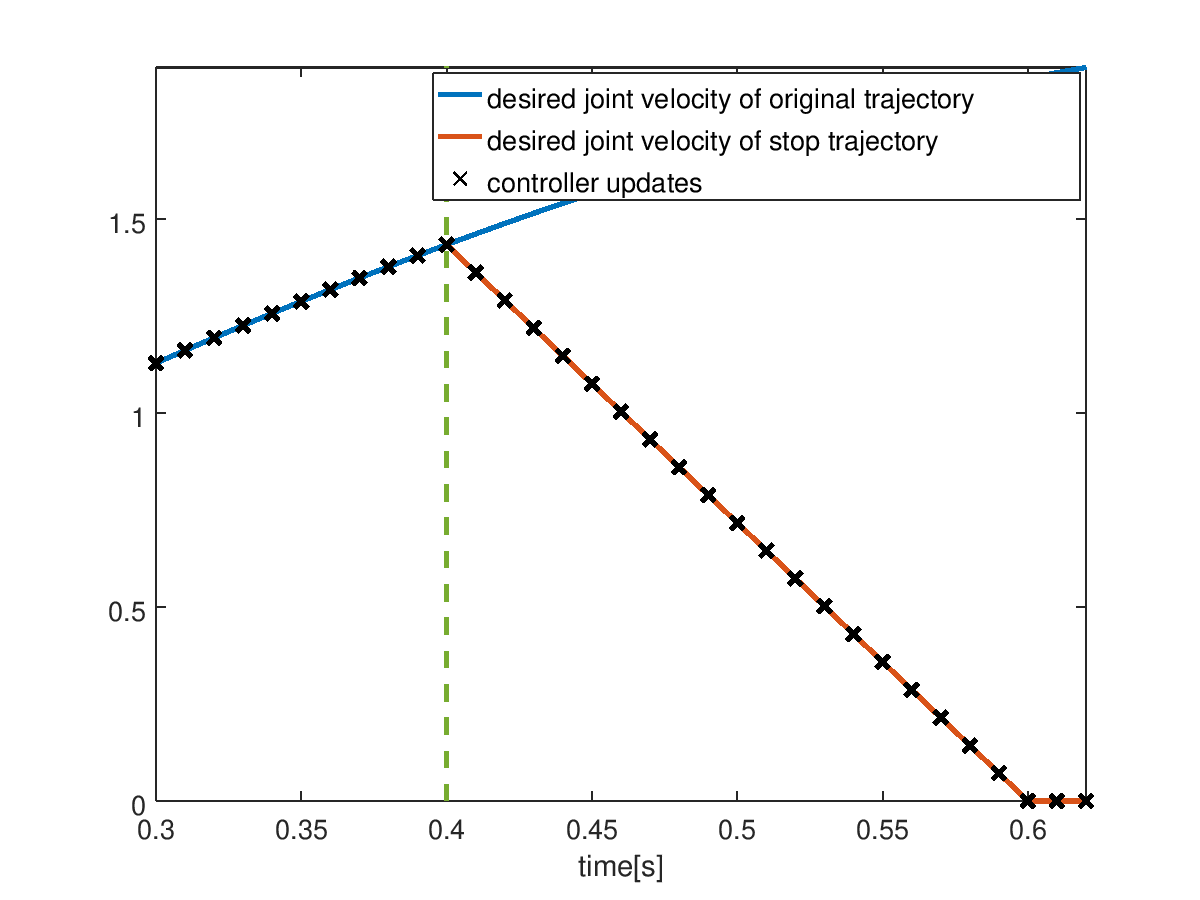 desired joint velocity of original trajectory
desired joint velocity of stop trajectory
controller updates
1.5
1
0.5
0
0.3 0.35 0.4 0.45 0.5 0.55 0.6
time[s]